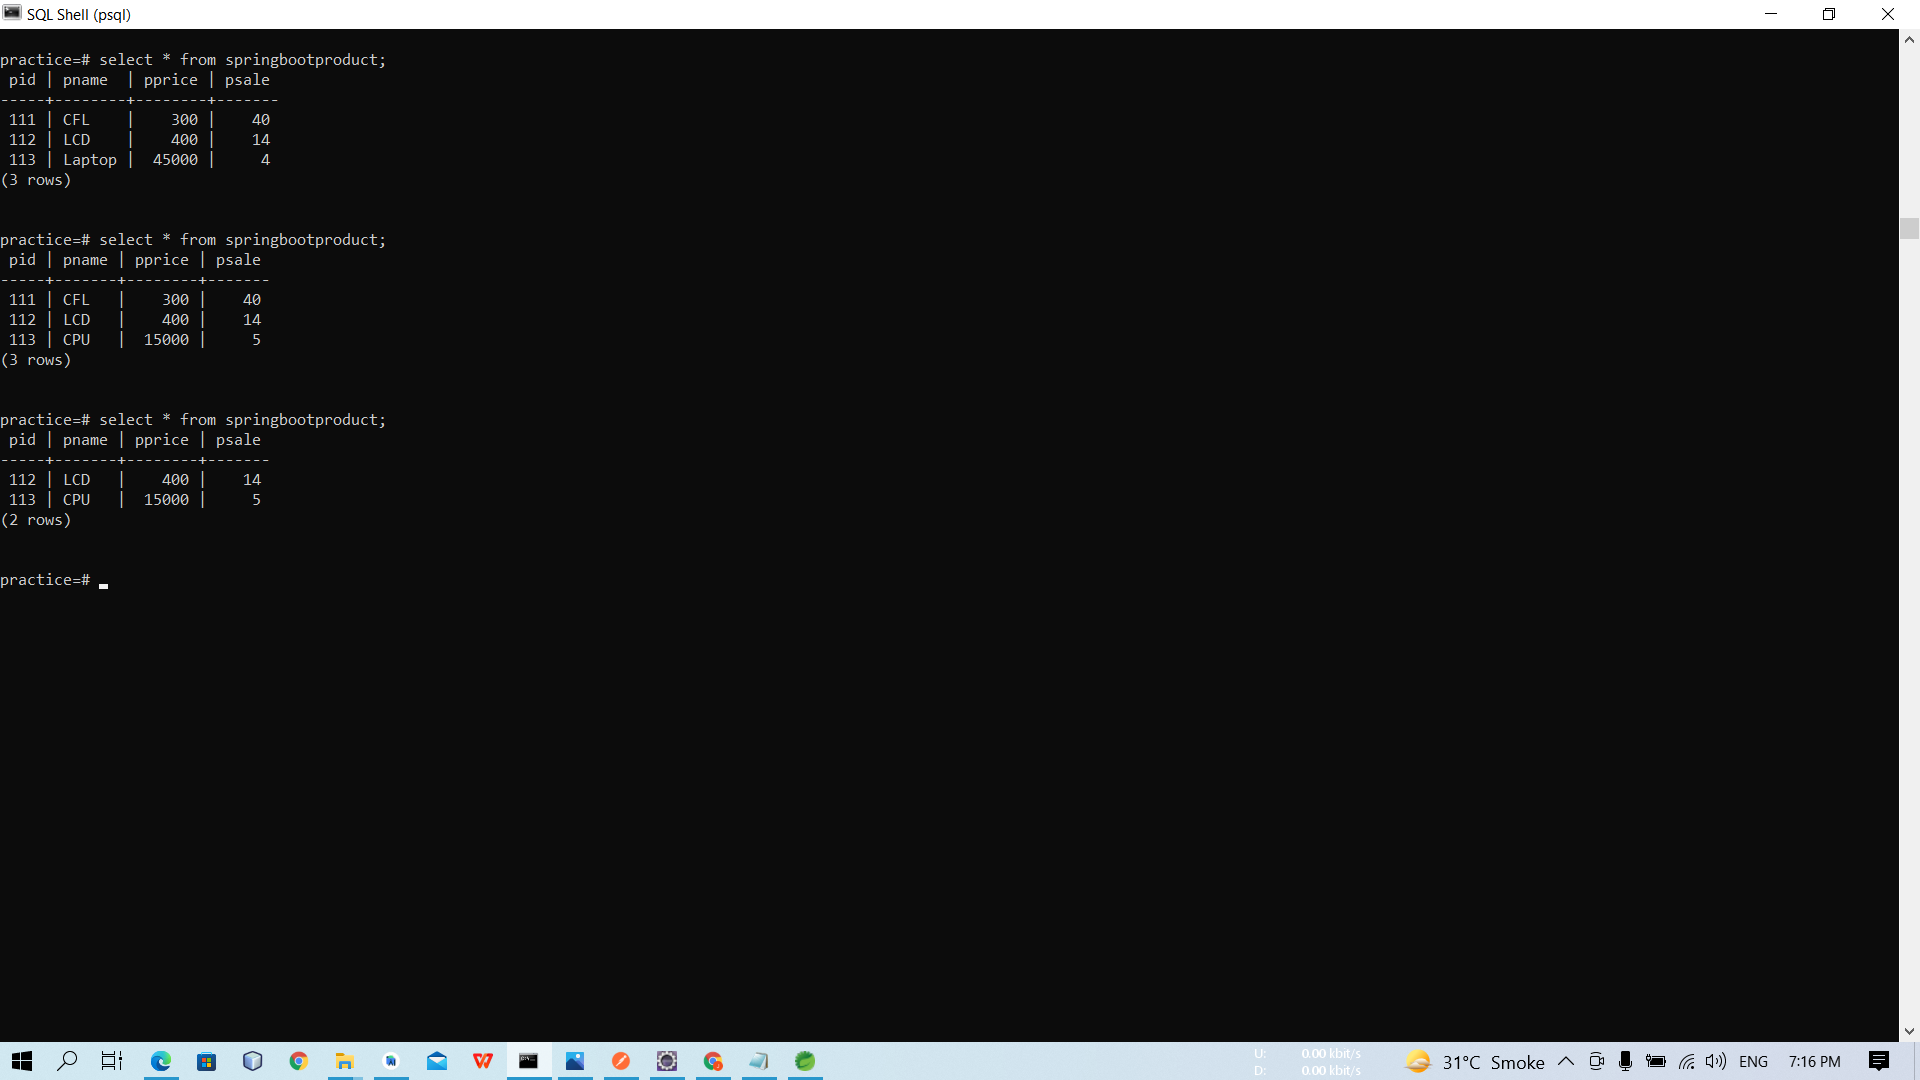 SQL Shell (psql)
practice=# select * from springbootproduct;
 pid | pname  | pprice | psale
-----+--------+--------+-------
 111 | CFL    |    300 |    40
 112 | LCD    |    400 |    14
 113 | Laptop |  45000 |     4
(3 rows)
practice=# select * from springbootproduct;
 pid | pname | pprice | psale
-----+-------+--------+-------
 111 | CFL   |    300 |    40
 112 | LCD   |    400 |    14
 113 | CPU   |  15000 |     5
(3 rows)
practice=# select * from springbootproduct;
 pid | pname | pprice | psale
-----+-------+--------+-------
 112 | LCD   |    400 |    14
 113 | CPU   |  15000 |     5
(2 rows)
practice=# _
U: 0.00 kbit/s
D: 0.00 kbit/s
31°C Smoke ENG 7:16 PM